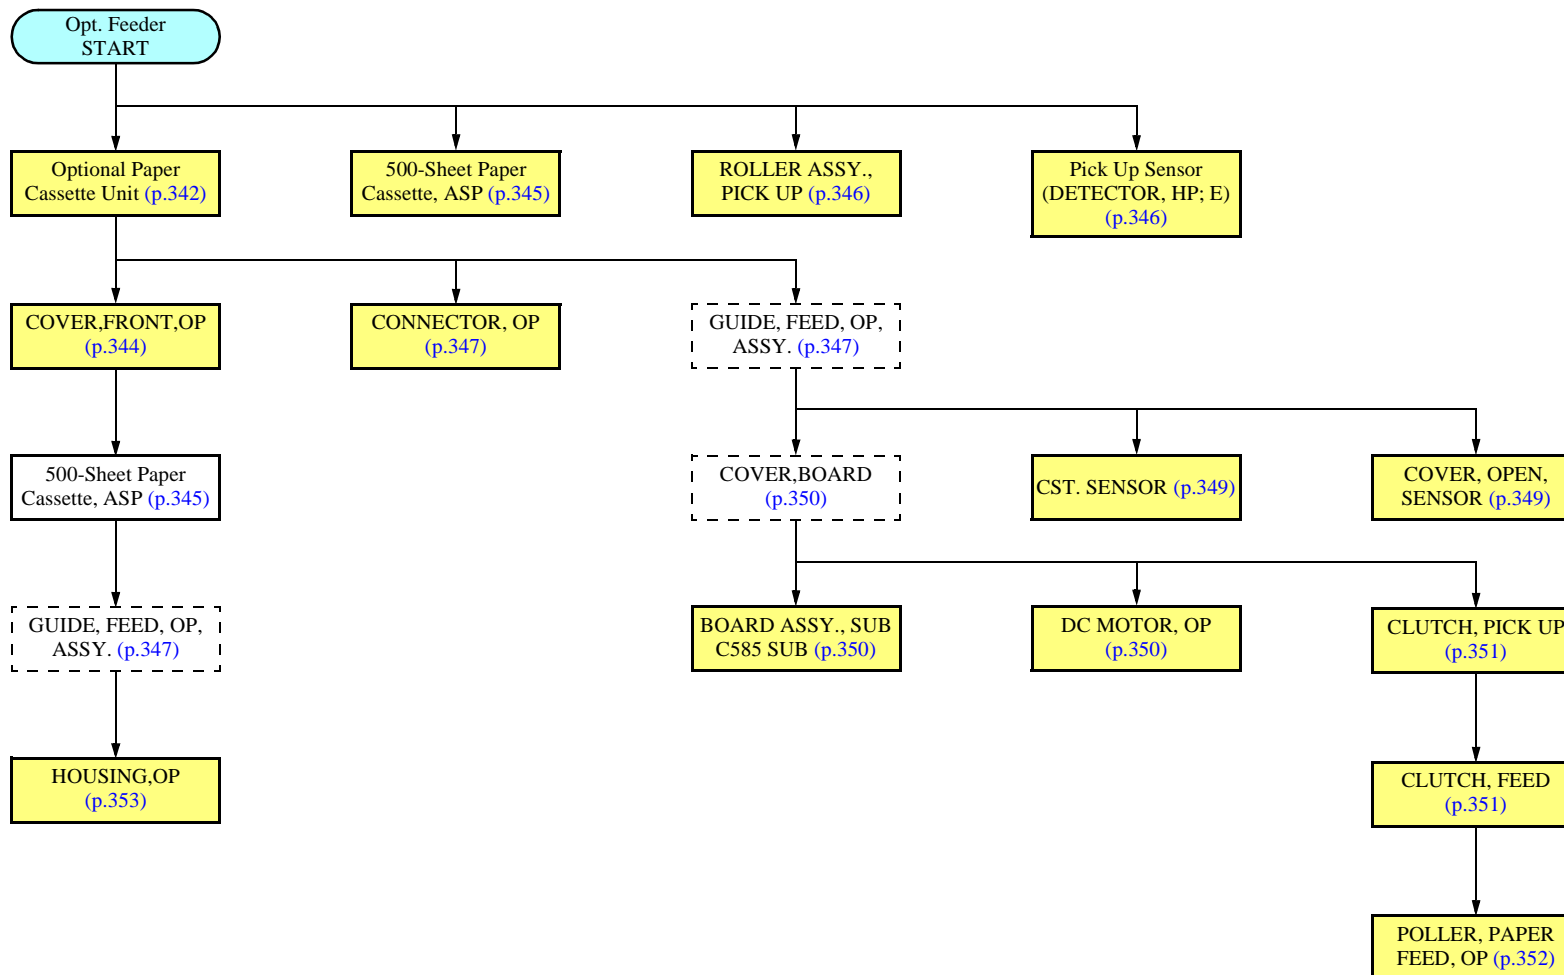 Opt. Feeder
START
Optional Paper
Cassette Unit (p.342)
500-Sheet Paper
Cassette, ASP (p.345)
ROLLER ASSY.,
PICK UP (p.346)
Pick Up Sensor
(DETECTOR, HP; E)
(p.346)
COVER,FRONT,OP
(p.344)
CONNECTOR, OP
(p.347)
GUIDE, FEED, OP,
ASSY. (p.347)
500-Sheet Paper
Cassette, ASP (p.345)
COVER,BOARD
(p.350)
CST. SENSOR (p.349)
COVER, OPEN,
SENSOR (p.349)
GUIDE, FEED, OP,
ASSY. (p.347)
BOARD ASSY., SUB
C585 SUB (p.350)
DC MOTOR, OP
(p.350)
CLUTCH, PICK UP
(p.351)
HOUSING,OP
(p.353)
CLUTCH, FEED
(p.351)
POLLER, PAPER
FEED, OP (p.352)